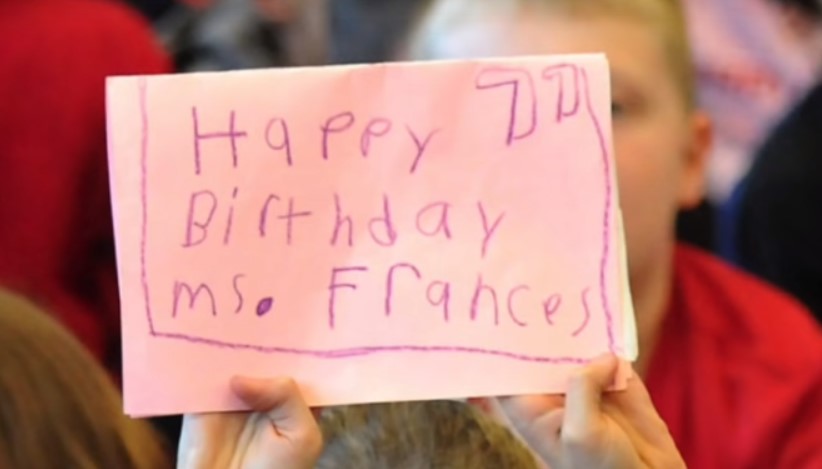 Happy
Birthday
ms. Frances